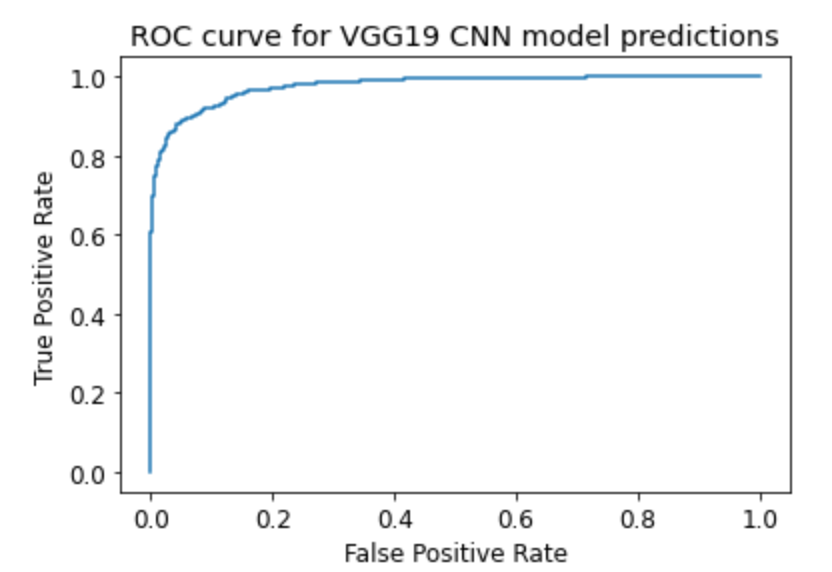 ROC curve for VGG19 CNN model predictions
1.0
0.8
0.6
0.4
0.2
0.0
True Positive Rate
0.0 0.2 0.4 0.6 0.8 1.0
False Positive Rate